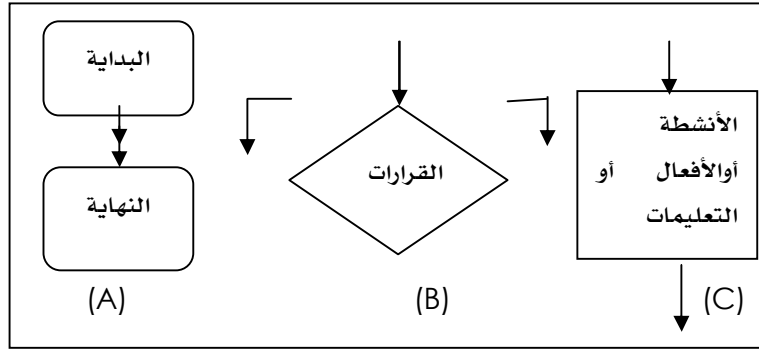 البداية
النهاية
(A)
القرارات
(B)
الأنشطة
أوالأفعال أو
التعليمات
(C)